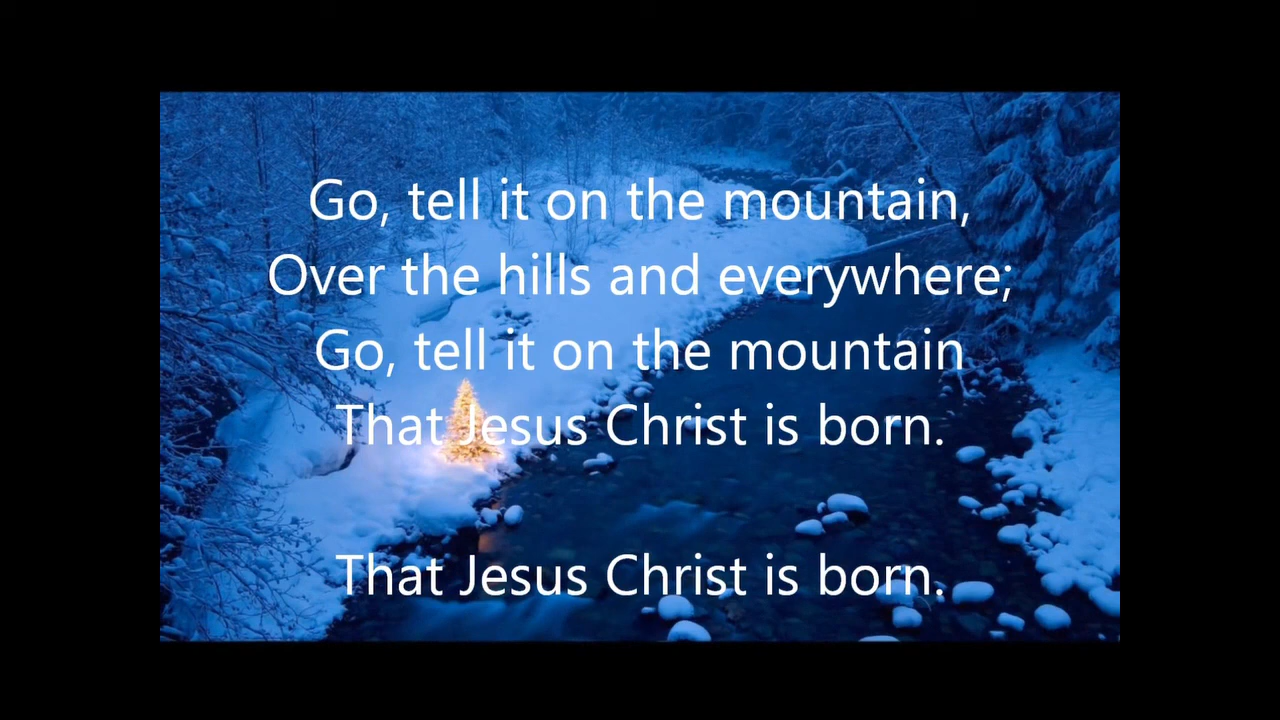 Go, tell it on the mountain,
Over the hills and everywhere;
Go, tell it on the mountain
That Jesus Christ is born.
That Jesus Christ is born.